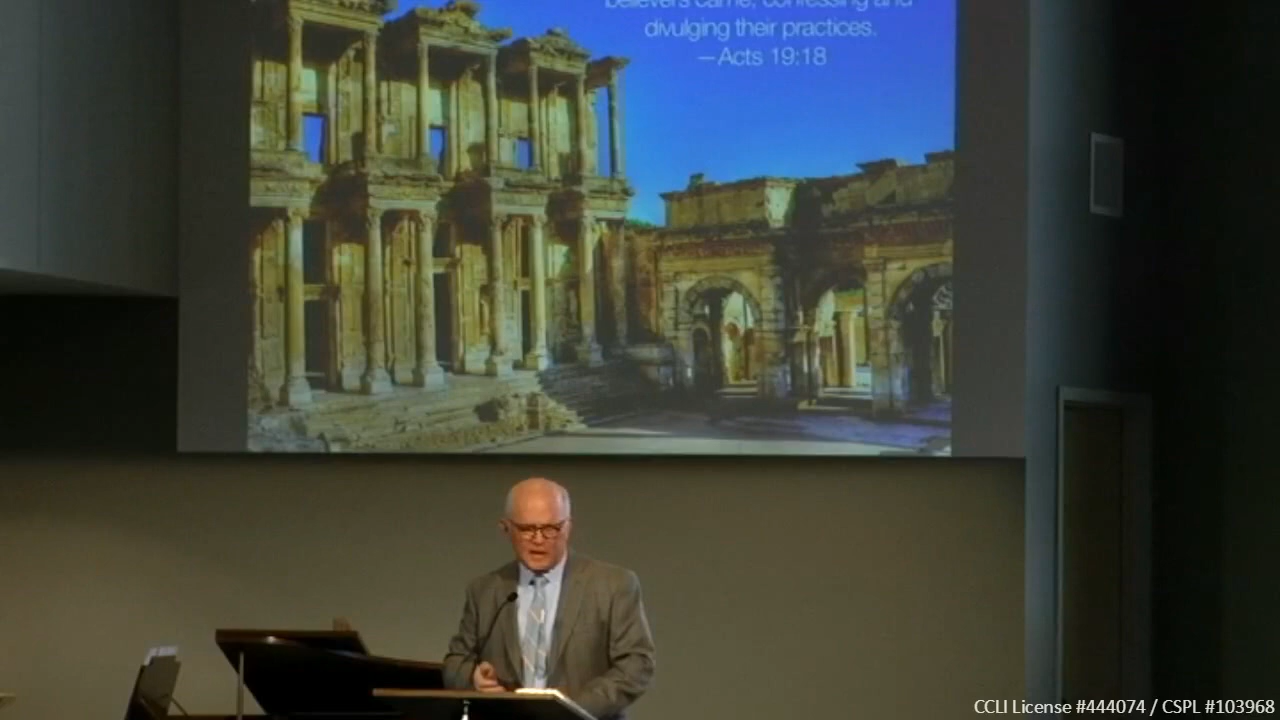 believers came, confessing and
divulging their practices.
—Acts 19:18
CCLI License #444074 / CSPL #103968